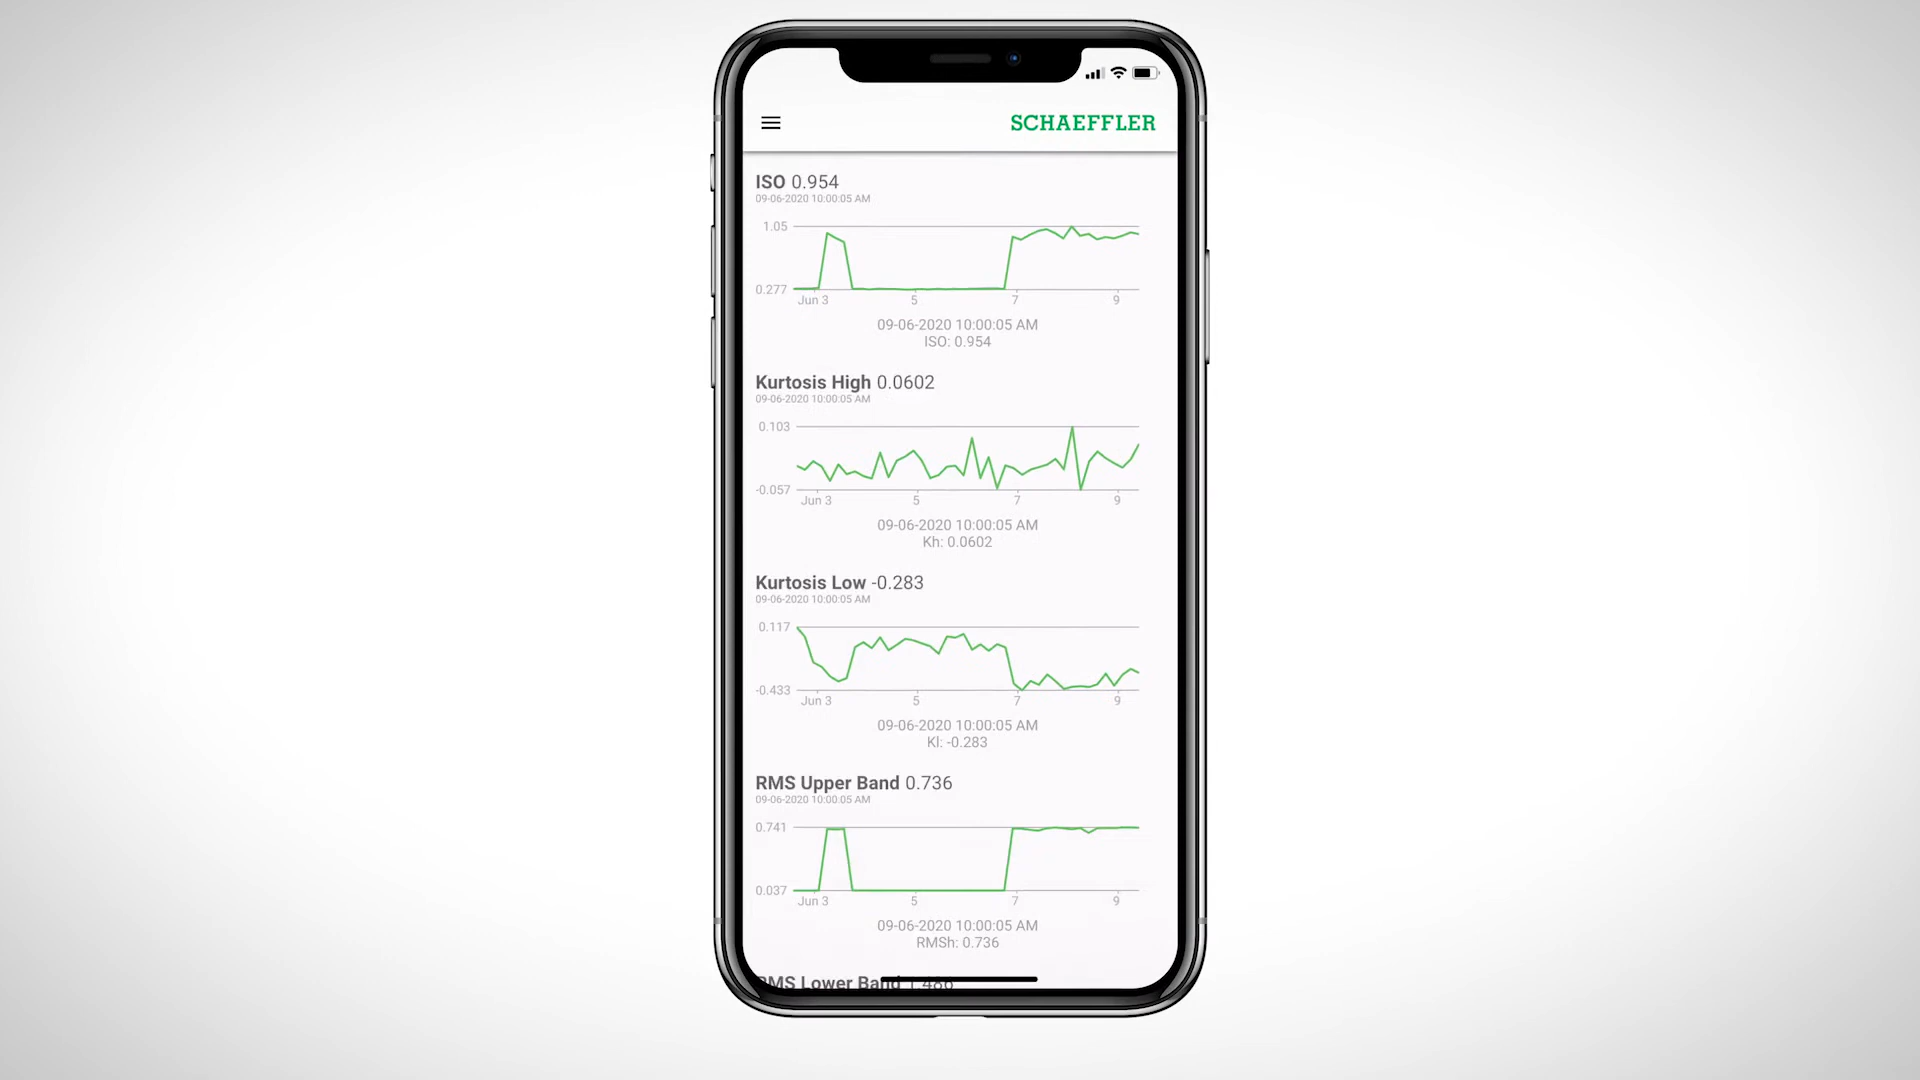 SCHAEFFLER
ISO 0.954
09-06-2020 10:00:05 AM
1.05
0.277
Jun 3 5 7 9
09-06-2020 10:00:05 AM
ISO: 0.954
Kurtosis High 0.0602
09-06-2020 10:00:05 AM
0.103
-0.057
Jun 3 5 7 9
09-06-2020 10:00:05 AM
Kh: 0.0602
Kurtosis Low -0.283
09-06-2020 10:00:05 AM
0.117
-0.433
Jun 3 5 7 9
09-06-2020 10:00:05 AM
Kl: -0.283
RMS Upper Band 0.736
09-06-2020 10:00:05 AM
0.741
0.037
Jun 3 5 7 9
09-06-2020 10:00:05 AM
RMSh: 0.736
RMS Lower Band 1.486